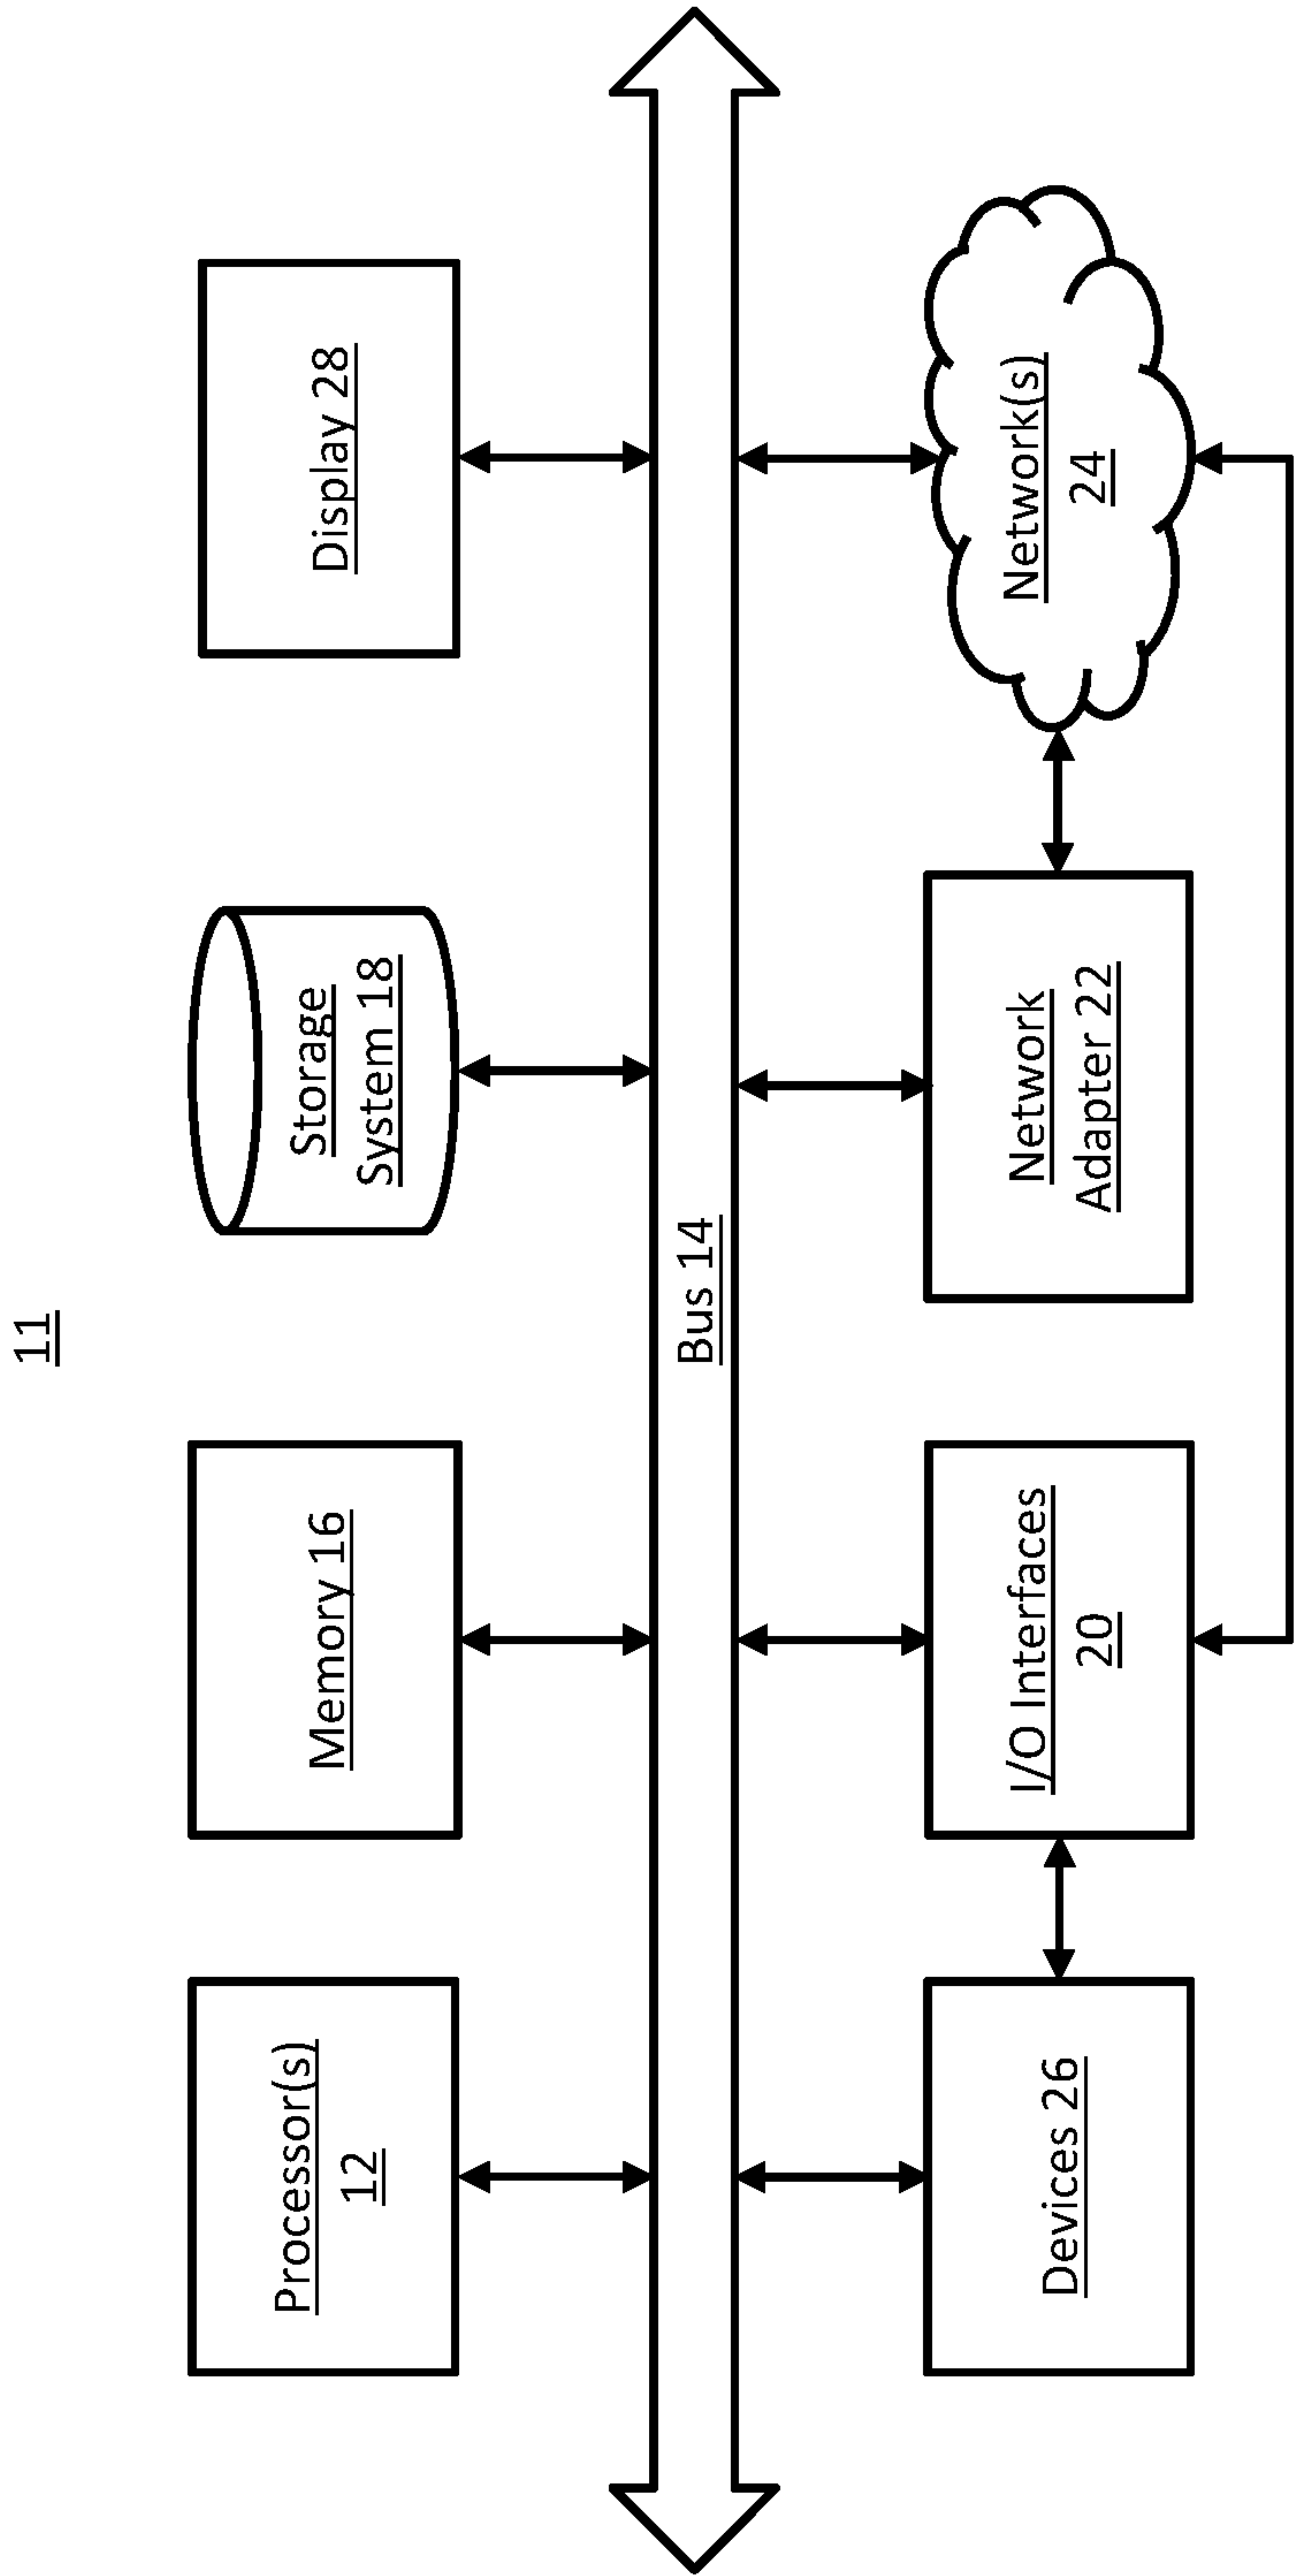 11
Processor(s)
12
Memory 16
Storage
System 18
Display 28
Bus 14
Devices 26
I/O Interfaces
20
Network
Adapter 22
Network(s)
24